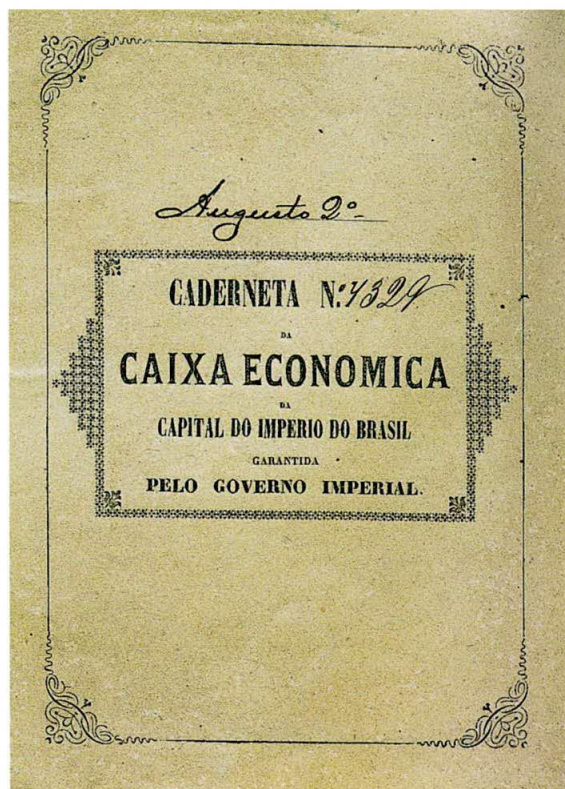 Augusto 2º
CADERNETA N.º 4329
DA
CAIXA ECONOMICA
DA
CAPITAL DO IMPERIO DO BRASIL
GARANTIDA
PELO GOVERNO IMPERIAL.